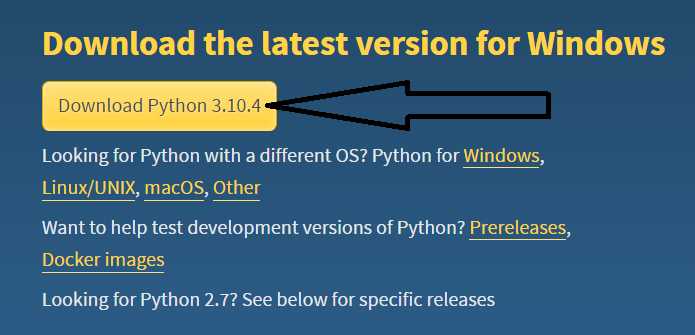 Download the latest version for Windows
Download Python 3.10.4
Looking for Python with a different OS? Python for Windows,
Linux/UNIX, macOS, Other
Want to help test development versions of Python? Prereleases,
Docker images
Looking for Python 2.7? See below for specific releases